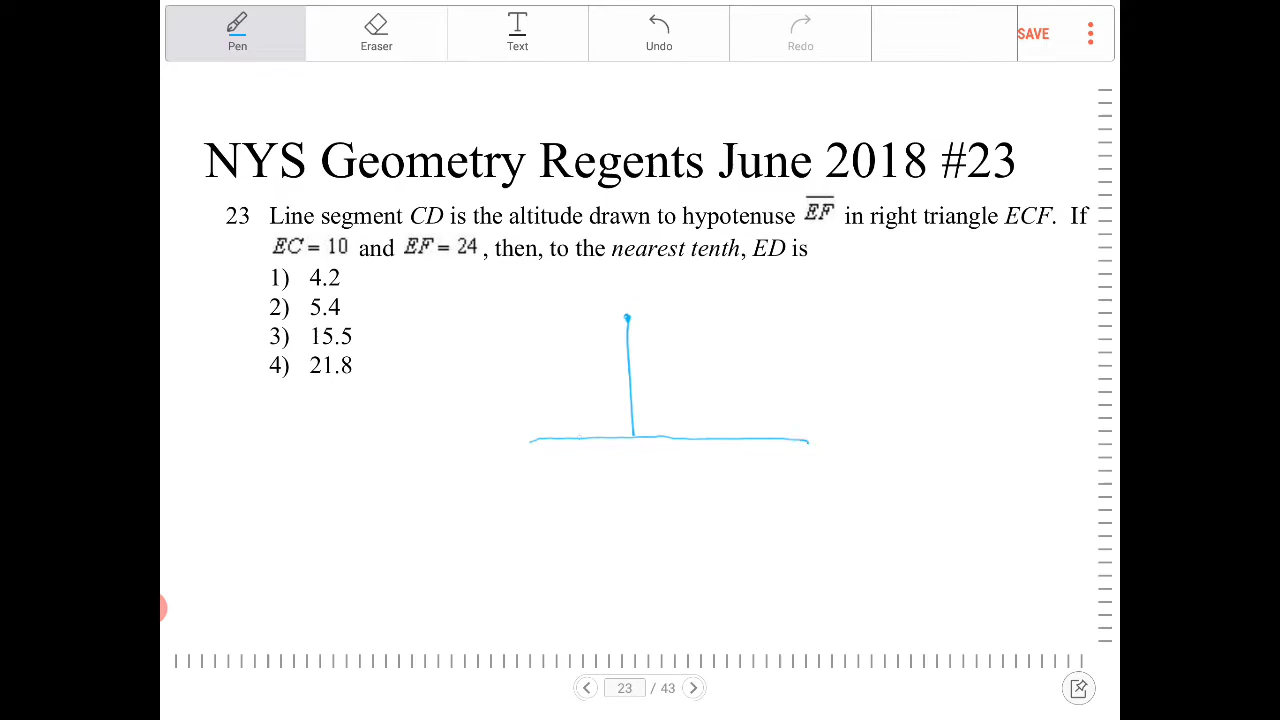 Pen Eraser Text Undo Redo SAVE
NYS Geometry Regents June 2018 #23
23 Line segment CD is the altitude drawn to hypotenuse EF in right triangle ECF. If
EC = 10 and EF = 24, then, to the nearest tenth, ED is
1) 4.2
2) 5.4
3) 15.5
4) 21.8
23 / 43